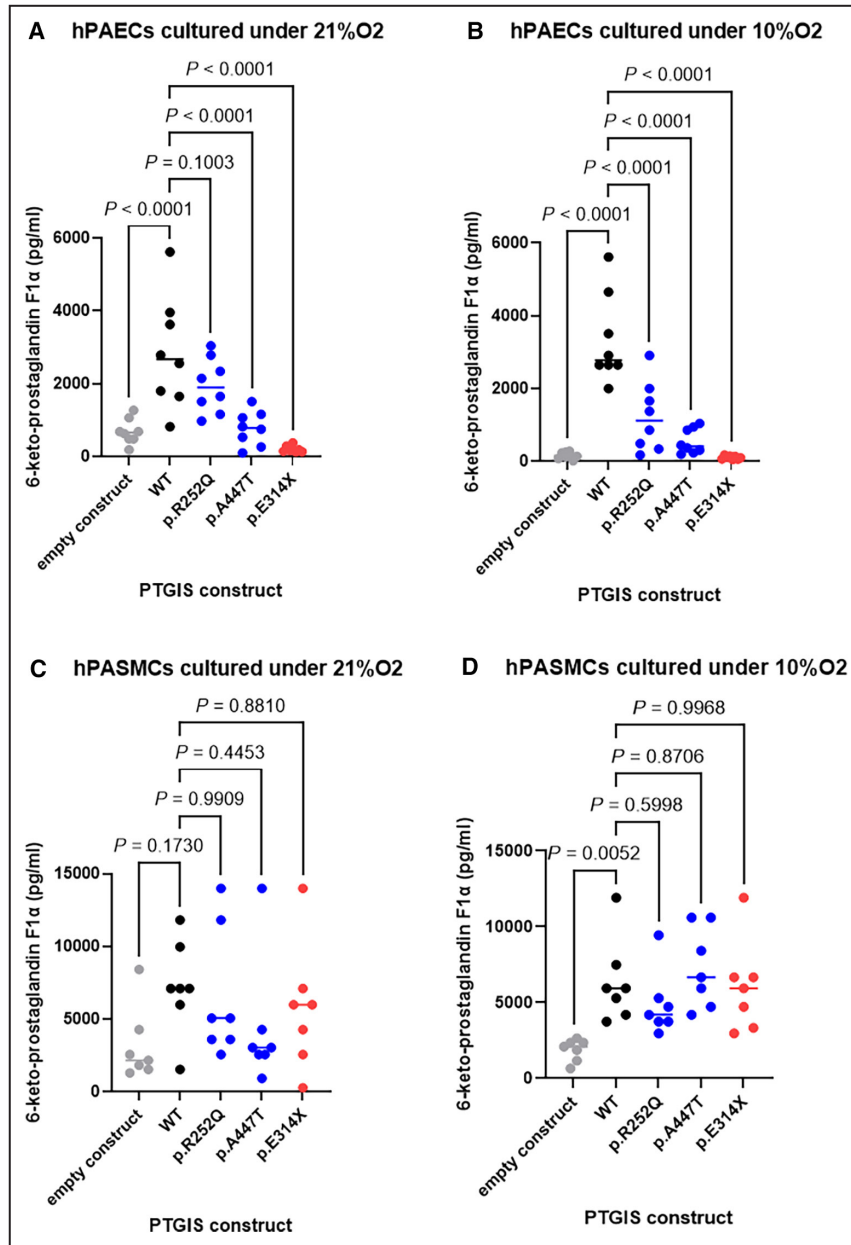 A hPAECs cultured under 21%O2
P < 0.0001
P < 0.0001
P = 0.1003
P < 0.0001
6-keto-prostaglandin F1α (pg/ml)
6000
4000
2000
0
empty construct
WT
p.R252Q
p.A447T
p.E314X
PTGIS construct
B hPAECs cultured under 10%O2
P < 0.0001
P < 0.0001
P < 0.0001
P < 0.0001
6-keto-prostaglandin F1α (pg/ml)
6000
4000
2000
0
empty construct
WT
p.R252Q
p.A447T
p.E314X
PTGIS construct
C hPASMCs cultured under 21%O2
P = 0.8810
P = 0.4453
P = 0.9909
P = 0.1730
6-keto-prostaglandin F1α (pg/ml)
15000
10000
5000
0
empty construct
WT
p.R252Q
p.A447T
p.E314X
PTGIS construct
D hPASMCs cultured under 10%O2
P = 0.9968
P = 0.8706
P = 0.5998
P = 0.0052
6-keto-prostaglandin F1α (pg/ml)
15000
10000
5000
0
empty construct
WT
p.R252Q
p.A447T
p.E314X
PTGIS construct